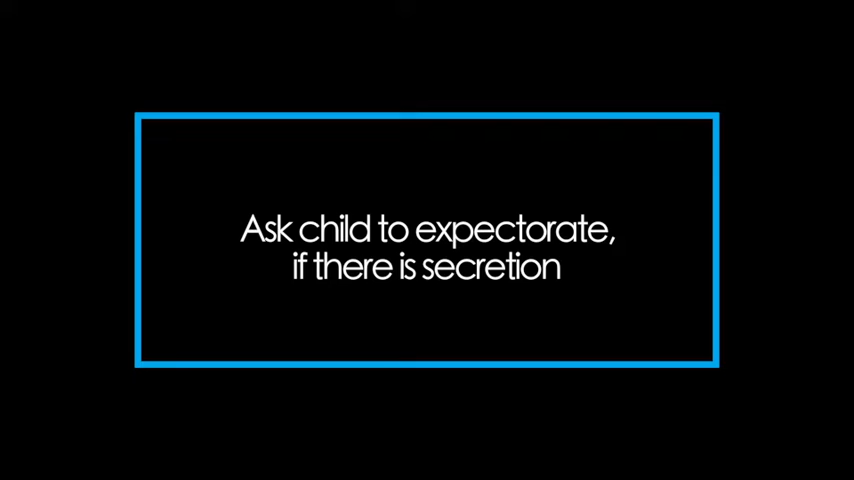 Ask child to expectorate,
if there is secretion